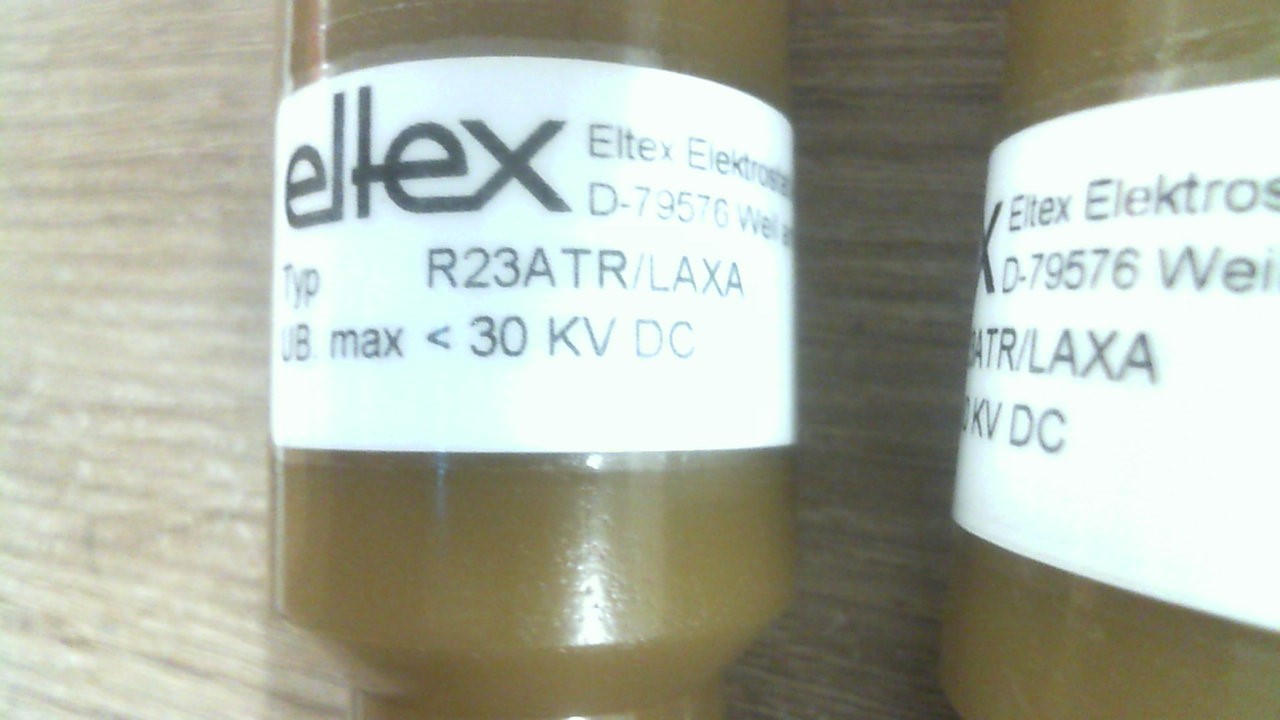 eltex
Eltex Elektrosta
D-79576 Weil a
Typ R23ATR/LAXA
UB. max < 30 KV DC
X
Eltex Elektros
D-79576 Wei
ATR/LAXA
KV DC